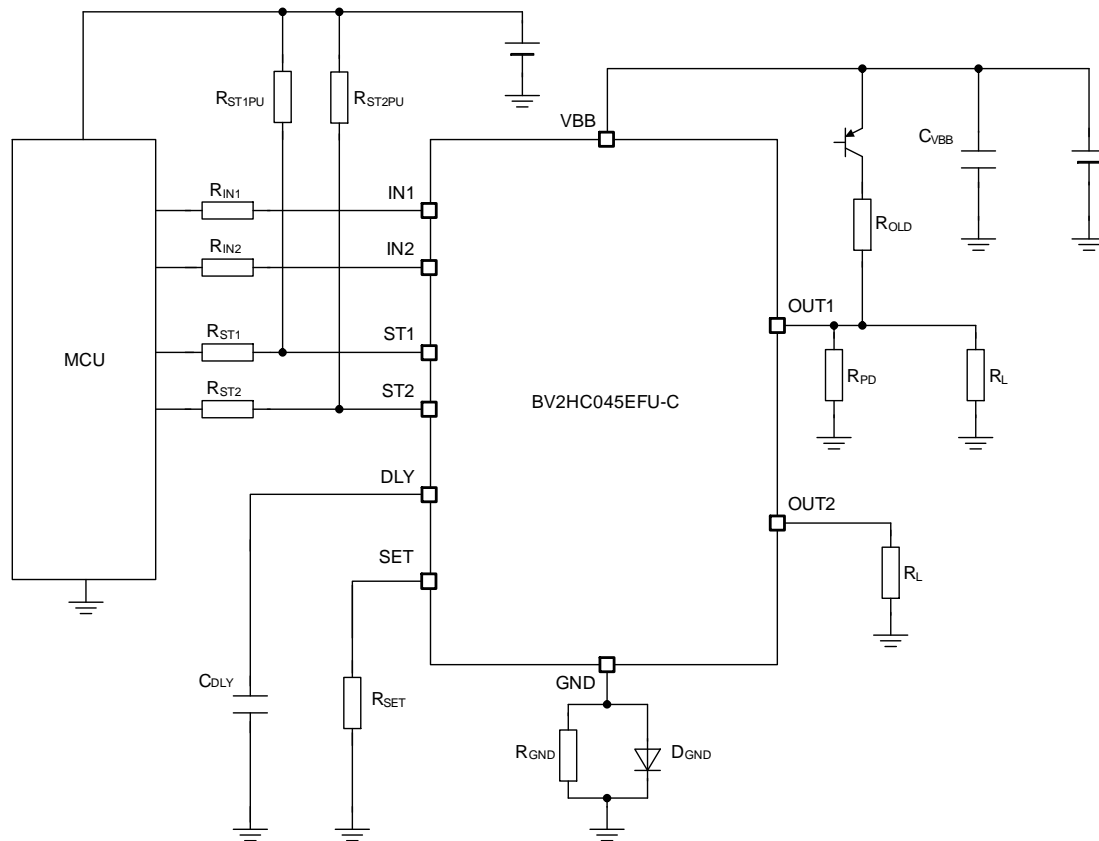 RST1PU
RST2PU
VBB
CVBB
RIN1
IN1
RIN2
IN2
ROLD
OUT1
RST1
ST1
MCU
RPD
RL
RST2
ST2
BV2HC045EFU-C
DLY
OUT2
SET
RL
CDLY
RSET
GND
RGND
DGND